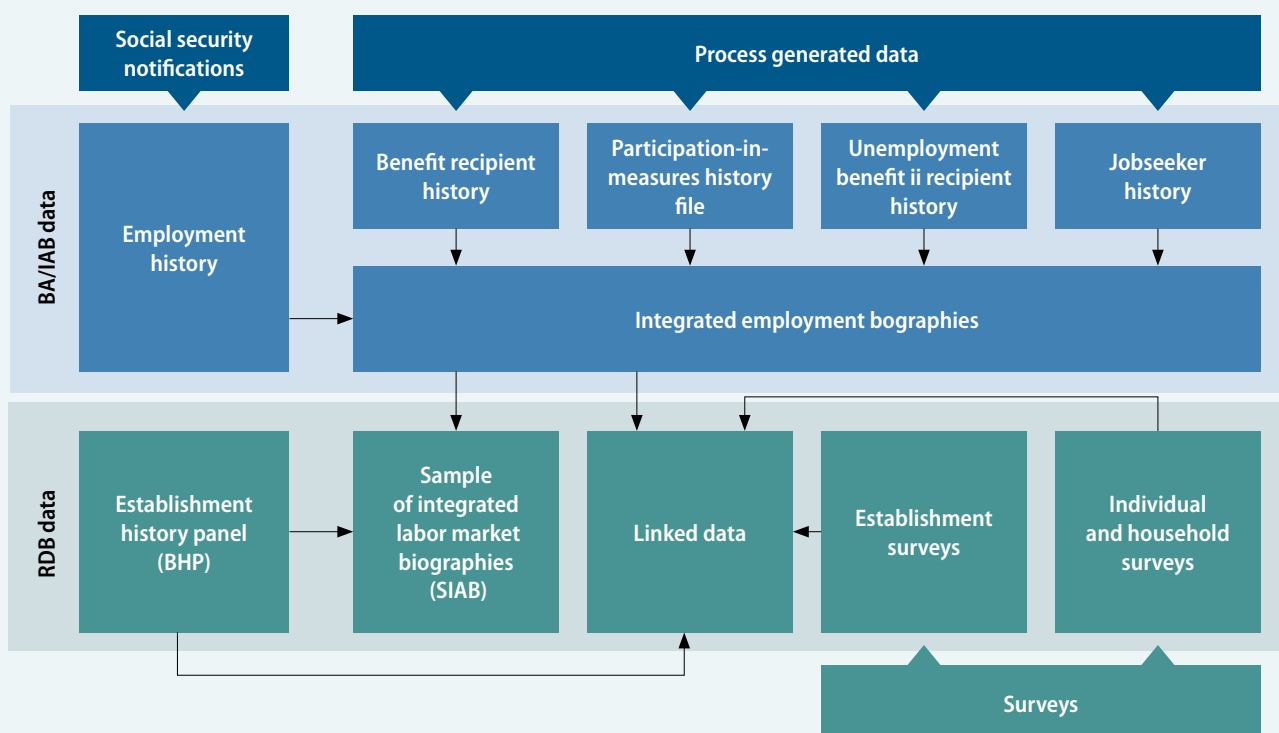 Social security
notifications
Process generated data
BA/IAB data
Employment
history
Benefit recipient
history
Participation-in-
measures history
file
Unemployment
benefit ii recipient
history
Jobseeker
history
Integrated employment bographies
RDB data
Establishment
history panel
(BHP)
Sample
of integrated
labor market
biographies
(SIAB)
Linked data
Establishment
surveys
Individual
and household
surveys
Surveys